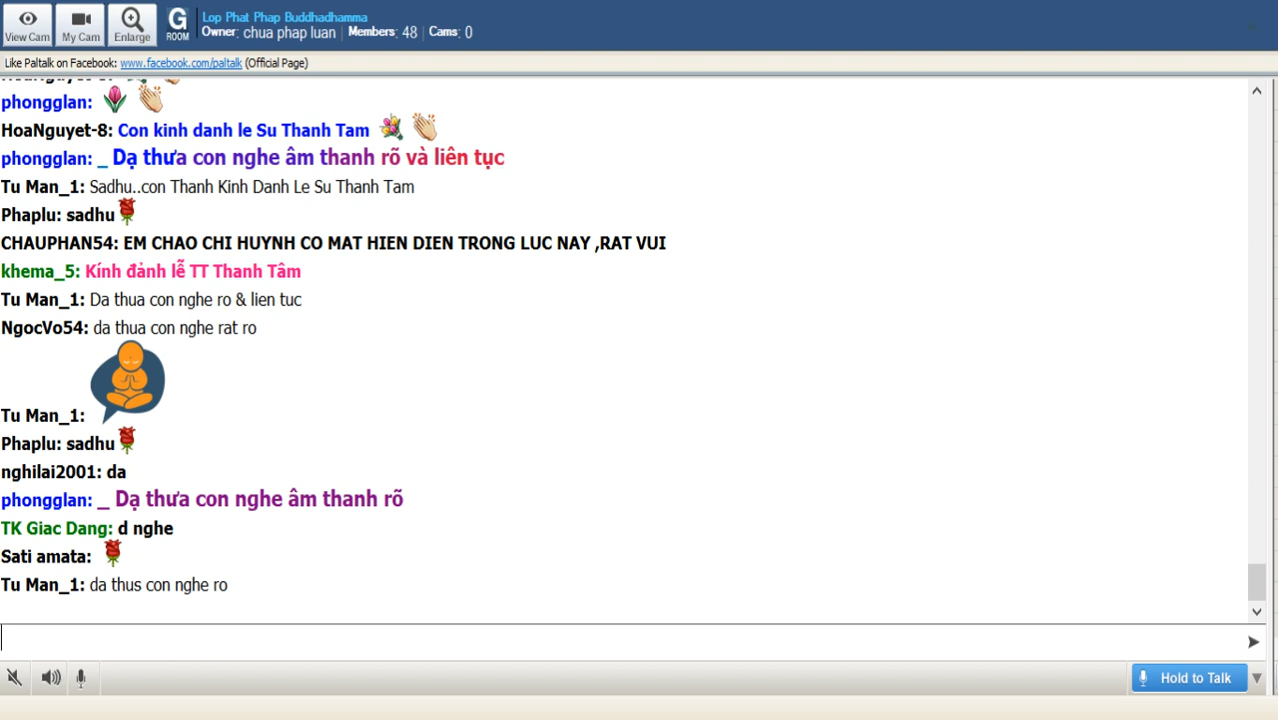 View Cam
My Cam
Enlarge
G
ROOM
Lop Phat Phap Buddhadhamma
Owner: chua phap luan | Members: 48 | Cams: 0
Like Paltalk on Facebook: www.facebook.com/paltalk (Official Page)
phongglan:
HoaNguyet-8: Con kinh danh le Su Thanh Tam
phongglan: _ Dạ thưa con nghe âm thanh rõ và liên tục
Tu Man_1: Sadhu..con Thanh Kinh Danh Le Su Thanh Tam
Phaplu: sadhu
CHAUPHAN54: EM CHAO CHI HUYNH CO MAT HIEN DIEN TRONG LUC NAY ,RAT VUI
khema_5: Kính đảnh lễ TT Thanh Tâm
Tu Man_1: Da thua con nghe ro & lien tuc
NgocVo54: da thua con nghe rat ro
Tu Man_1:
Phaplu: sadhu
nghilai2001: da
phongglan: _ Dạ thưa con nghe âm thanh rõ
TK Giac Dang: d nghe
Sati amata:
Tu Man_1: da thus con nghe ro
Hold to Talk